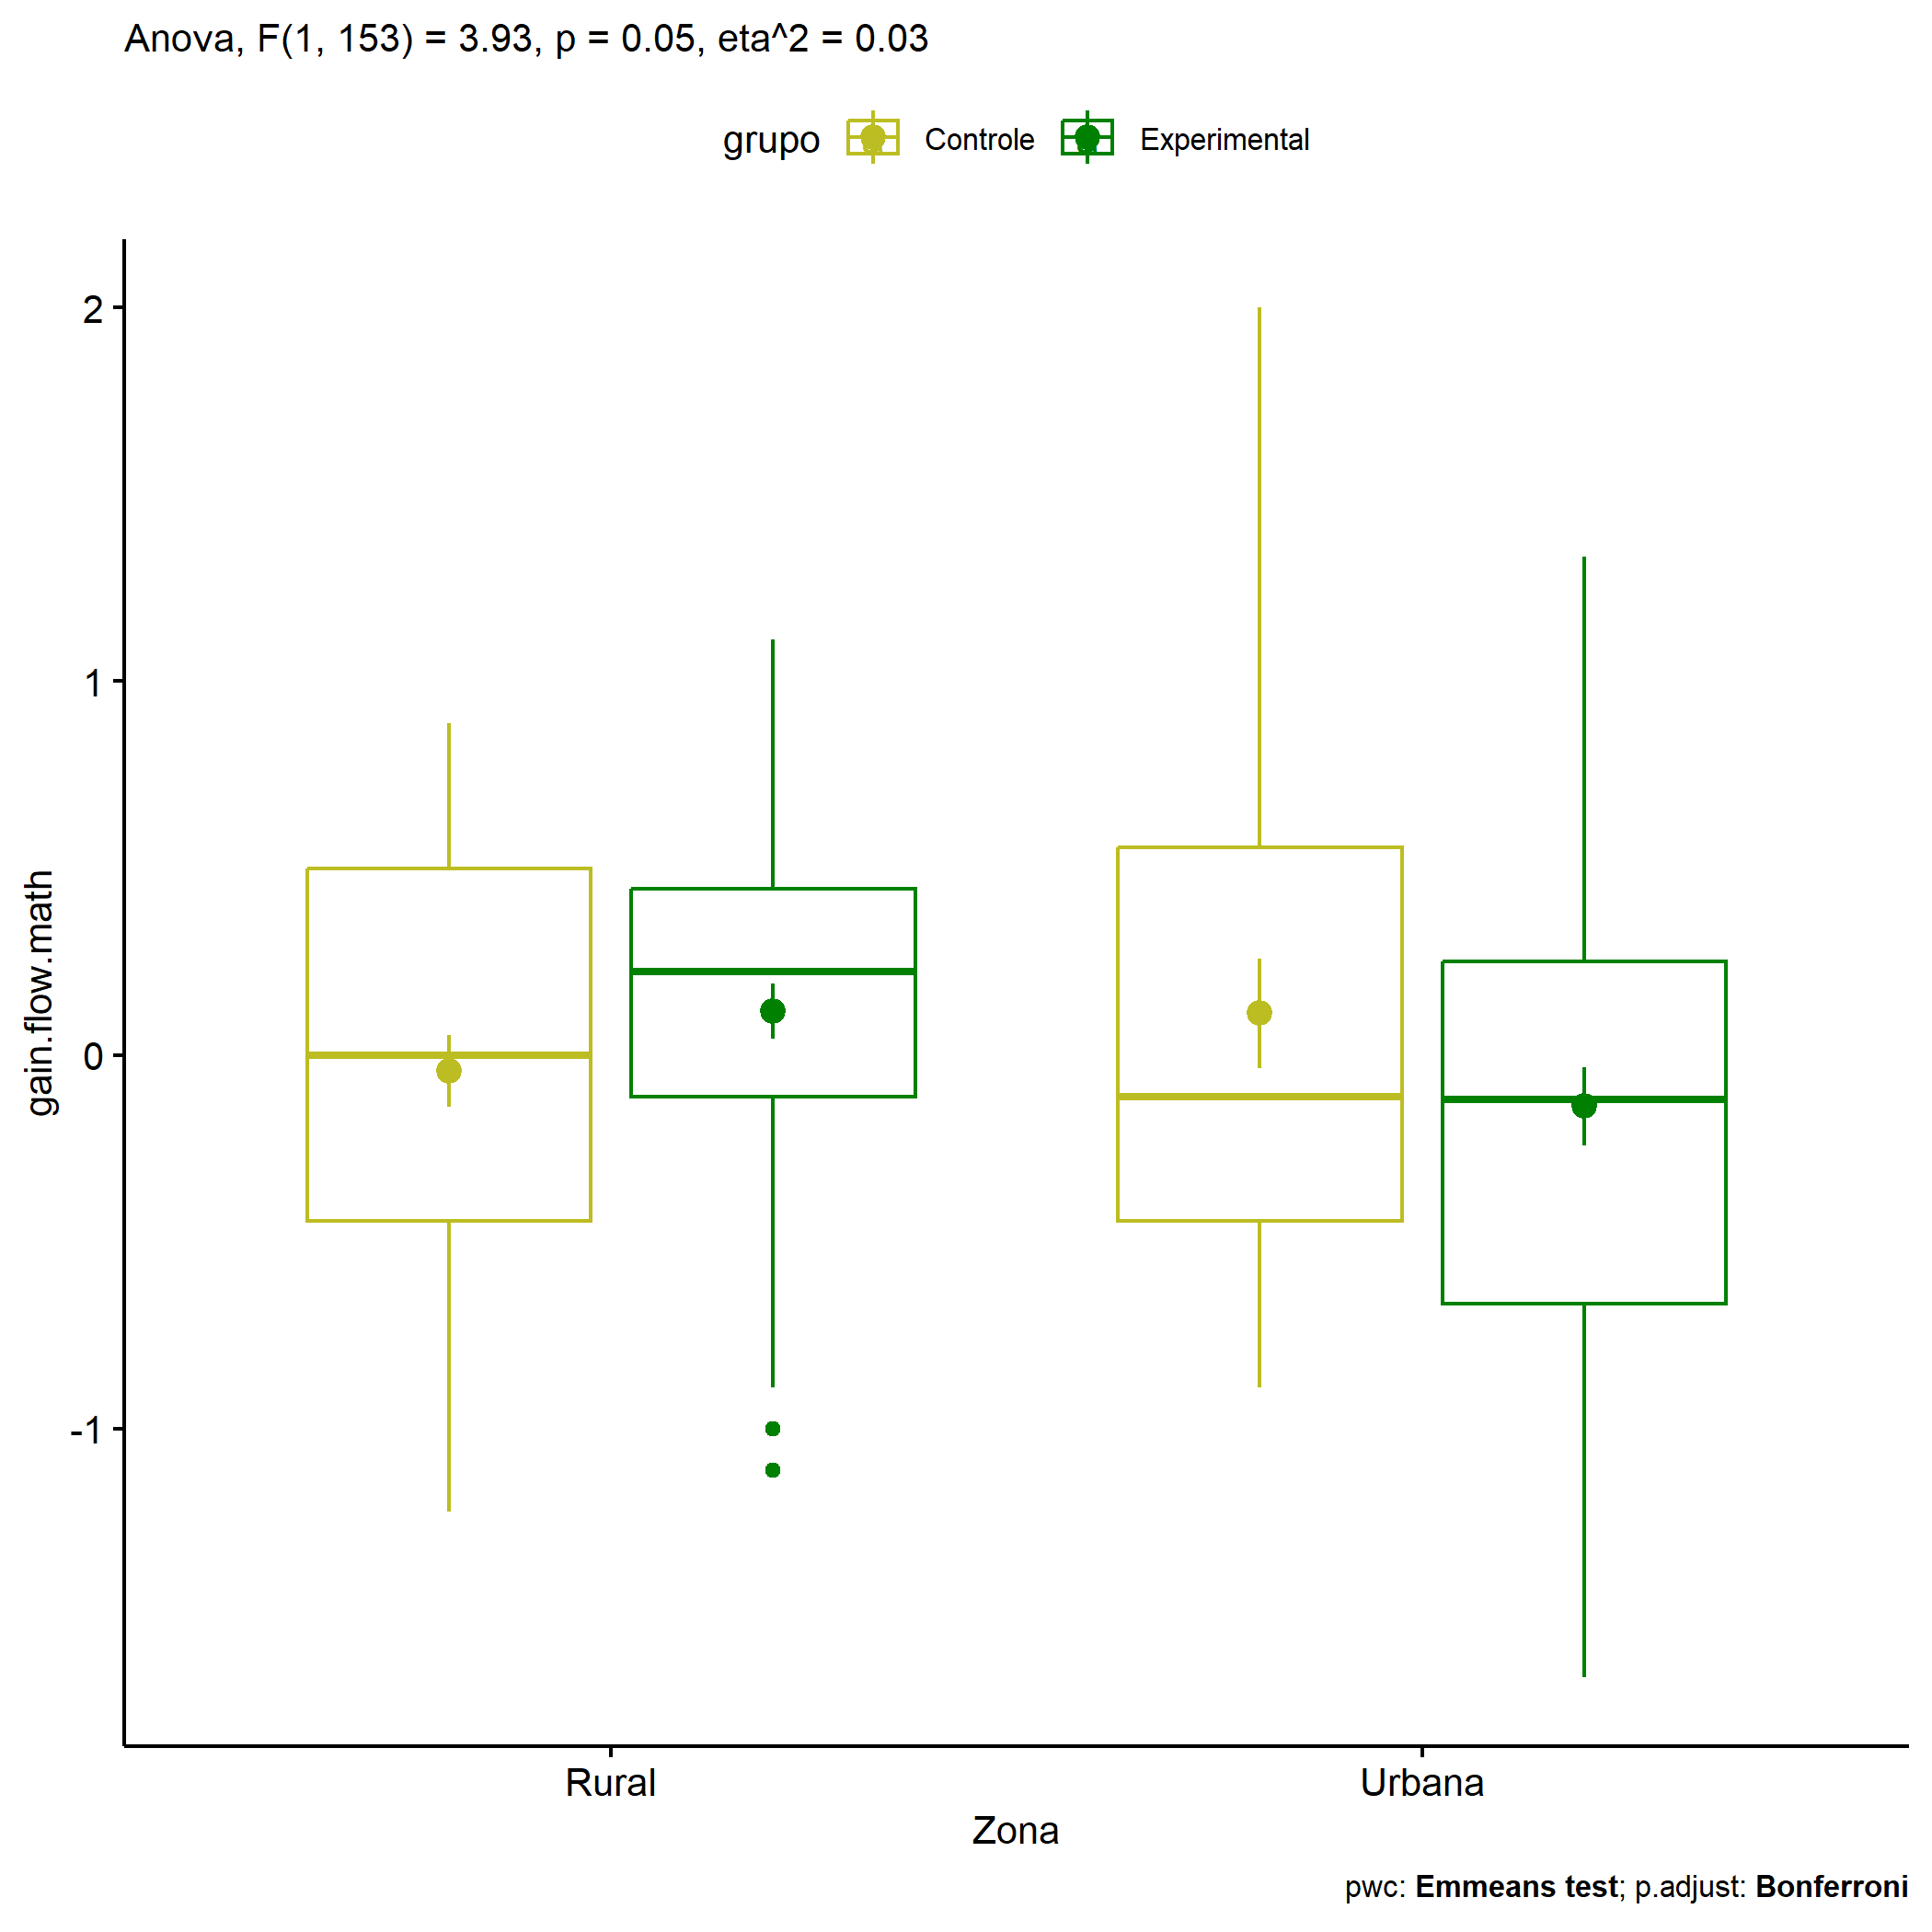 Anova, F(1, 153) = 3.93, p = 0.05, eta^2 = 0.03
grupo Controle Experimental
gain.flow.math
2
1
0
-1
Rural Urbana
Zona
pwc: Emmeans test; p.adjust: Bonferroni